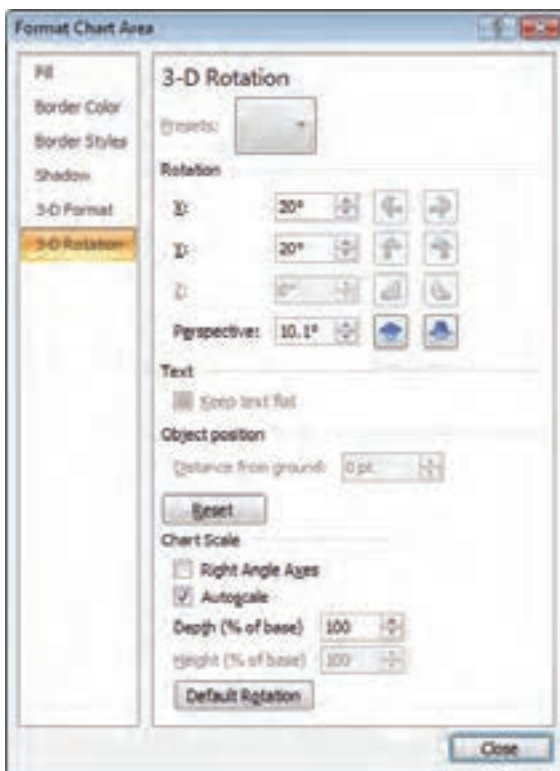 Format Chart Area
Fill
Border Color
Border Styles
Shadow
3-D Format
3-D Rotation
3-D Rotation
Presets:
Rotation
X: 20°
Y: 20°
Z: 0°
Perspective: 10.1°
Text
Keep text flat
Object position
Distance from ground: 0 pt
Reset
Chart Scale
Right Angle Axes
Autoscale
Depth (% of base) 100
Height (% of base) 100
Default Rotation
Close